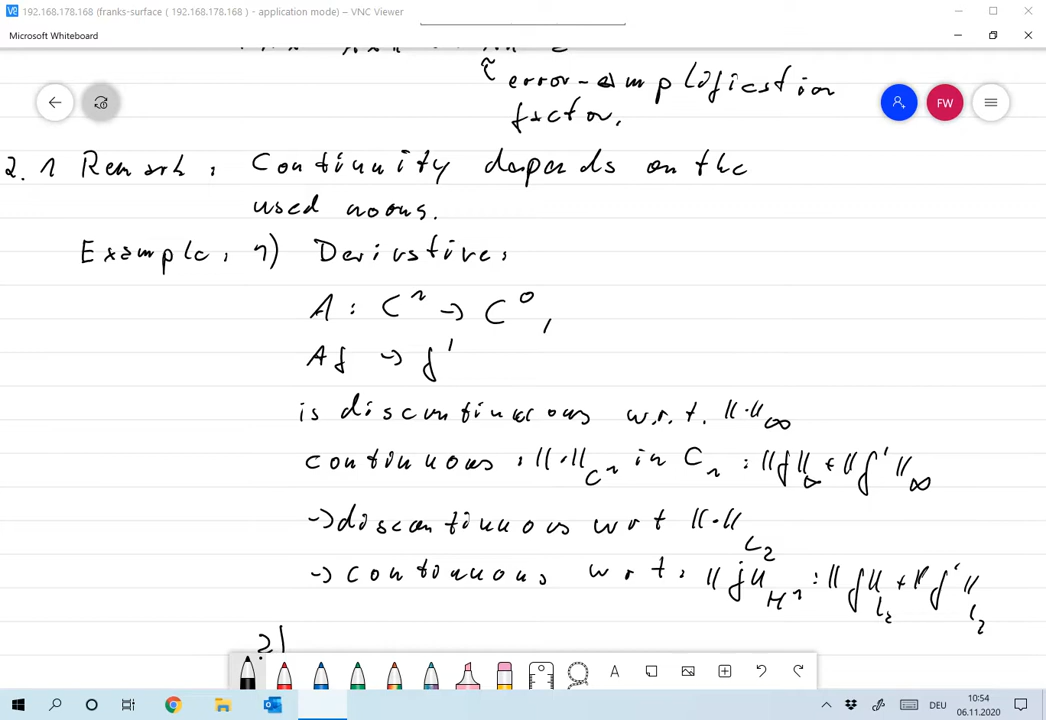 192.168.178.168 (franks-surface ( 192.168.178.168 ) - application mode) – VNC Viewer
Microsoft Whiteboard
error-amplification
factor.
FW
2.1 Remark: Continuity depends on the
used norms.
Example: 1) Derivative:
A : C¹ → C⁰,
Af → f'
is discontinuous w.r.t. ||·||∞
continuous : ||·||C¹ in C₁ : ||f||∞ + ||f'||∞
→ discontinuous wrt ||·||L₂
→ continuous wrt: ||f||H¹ : ||f||L₂ + ||f'||L₂
2)
DEU
10:54
06.11.2020